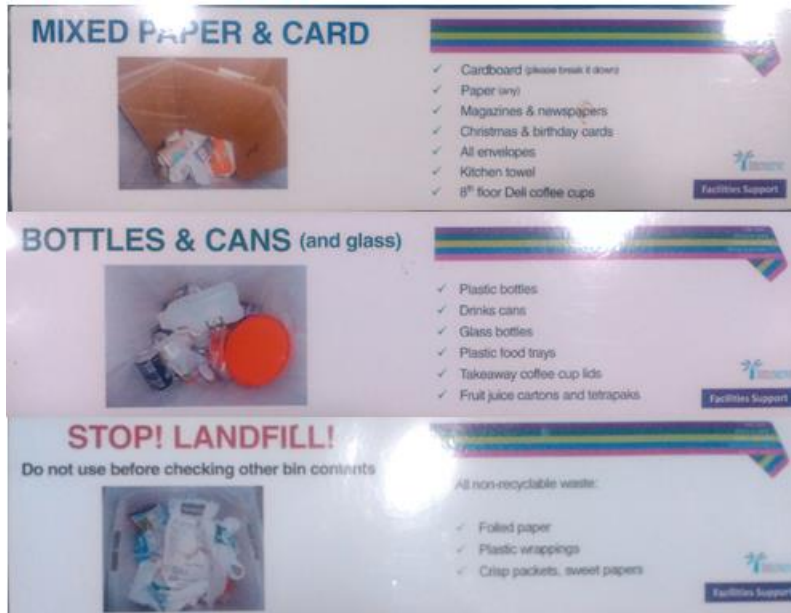 MIXED PAPER & CARD
✓ Cardboard (please break it down)
✓ Paper (any)
✓ Magazines & newspapers
✓ Christmas & birthday cards
✓ All envelopes
✓ Kitchen towel
✓ 8th floor Deli coffee cups
Facilities Support
BOTTLES & CANS (and glass)
✓ Plastic bottles
✓ Drinks cans
✓ Glass bottles
✓ Plastic food trays
✓ Takeaway coffee cup lids
✓ Fruit juice cartons and tetrapaks
Facilities Support
STOP! LANDFILL!
Do not use before checking other bin contents
All non-recyclable waste:
✓ Foiled paper
✓ Plastic wrappings
✓ Crisp packets, sweet papers
Facilities Support